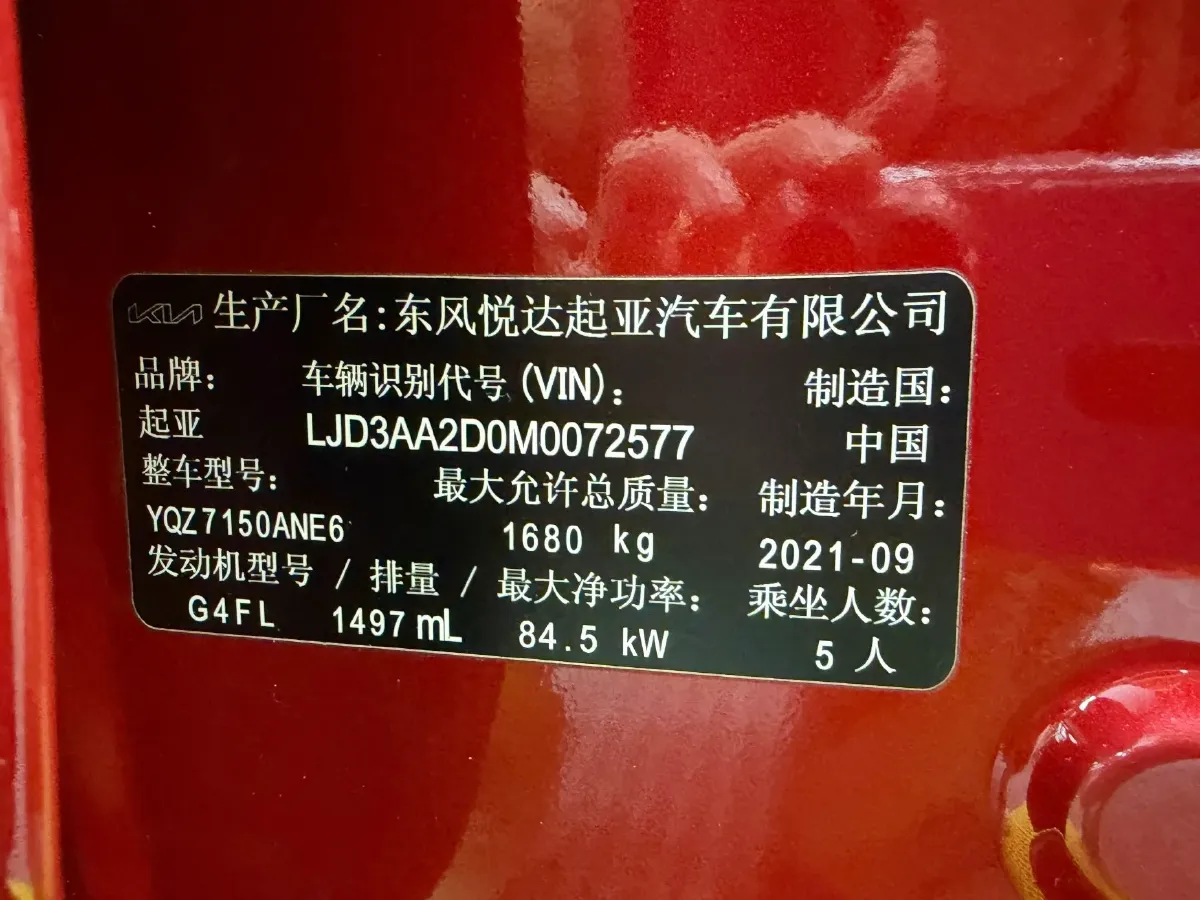 KIA 生产厂名:东风悦达起亚汽车有限公司
品牌: 车辆识别代号(VIN): 制造国:
起亚 LJD3AA2D0M0072577 中国
整车型号: 最大允许总质量: 制造年月:
YQZ7150ANE6 1680 kg 2021-09
发动机型号 / 排量 / 最大净功率: 乘坐人数:
G4FL 1497 mL 84.5 kW 5 人